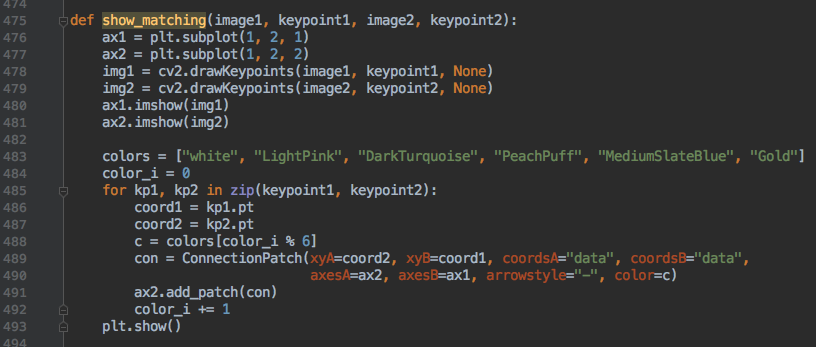 474
475 def show_matching(image1, keypoint1, image2, keypoint2):
476 ax1 = plt.subplot(1, 2, 1)
477 ax2 = plt.subplot(1, 2, 2)
478 img1 = cv2.drawKeypoints(image1, keypoint1, None)
479 img2 = cv2.drawKeypoints(image2, keypoint2, None)
480 ax1.imshow(img1)
481 ax2.imshow(img2)
482
483 colors = ["white", "LightPink", "DarkTurquoise", "PeachPuff", "MediumSlateBlue", "Gold"]
484 color_i = 0
485 for kp1, kp2 in zip(keypoint1, keypoint2):
486 coord1 = kp1.pt
487 coord2 = kp2.pt
488 c = colors[color_i % 6]
489 con = ConnectionPatch(xyA=coord2, xyB=coord1, coordsA="data", coordsB="data",
490 axesA=ax2, axesB=ax1, arrowstyle="-", color=c)
491 ax2.add_patch(con)
492 color_i += 1
493 plt.show()
494